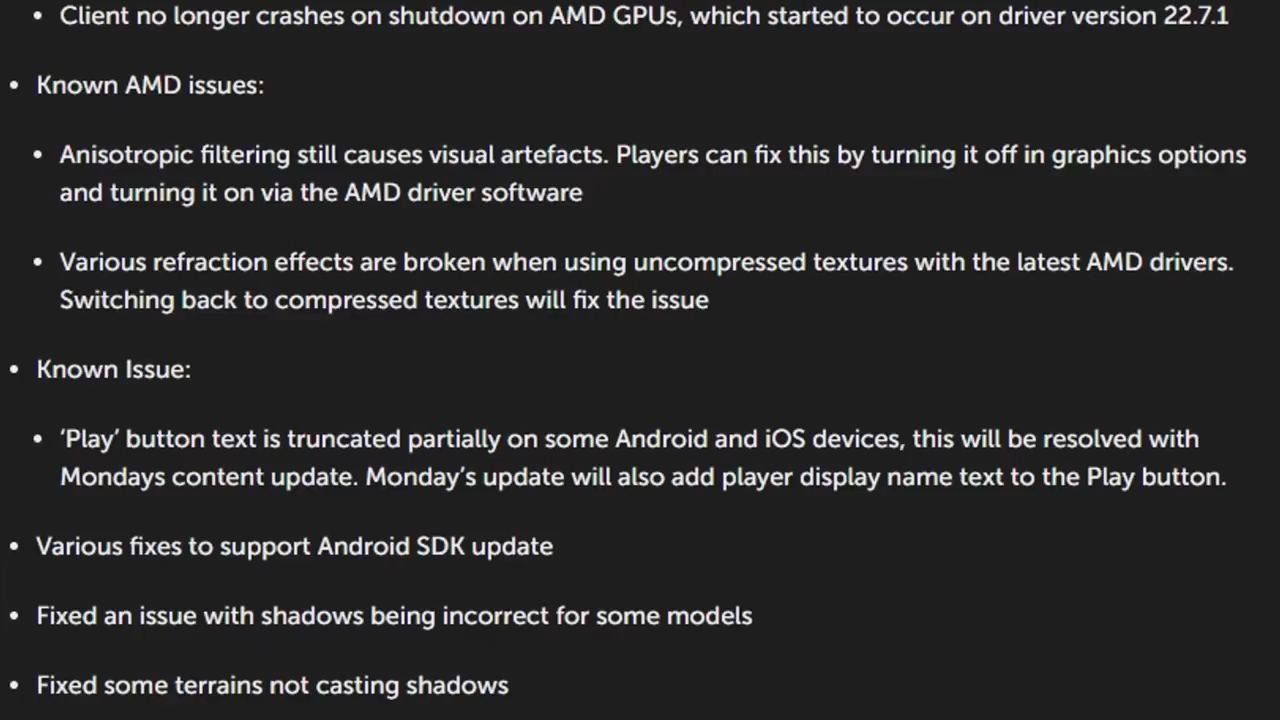 • Client no longer crashes on shutdown on AMD GPUs, which started to occur on driver version 22.7.1
• Known AMD issues:
• Anisotropic filtering still causes visual artefacts. Players can fix this by turning it off in graphics options
and turning it on via the AMD driver software
• Various refraction effects are broken when using uncompressed textures with the latest AMD drivers.
Switching back to compressed textures will fix the issue
• Known Issue:
• ‘Play’ button text is truncated partially on some Android and iOS devices, this will be resolved with
Mondays content update. Monday’s update will also add player display name text to the Play button.
• Various fixes to support Android SDK update
• Fixed an issue with shadows being incorrect for some models
• Fixed some terrains not casting shadows